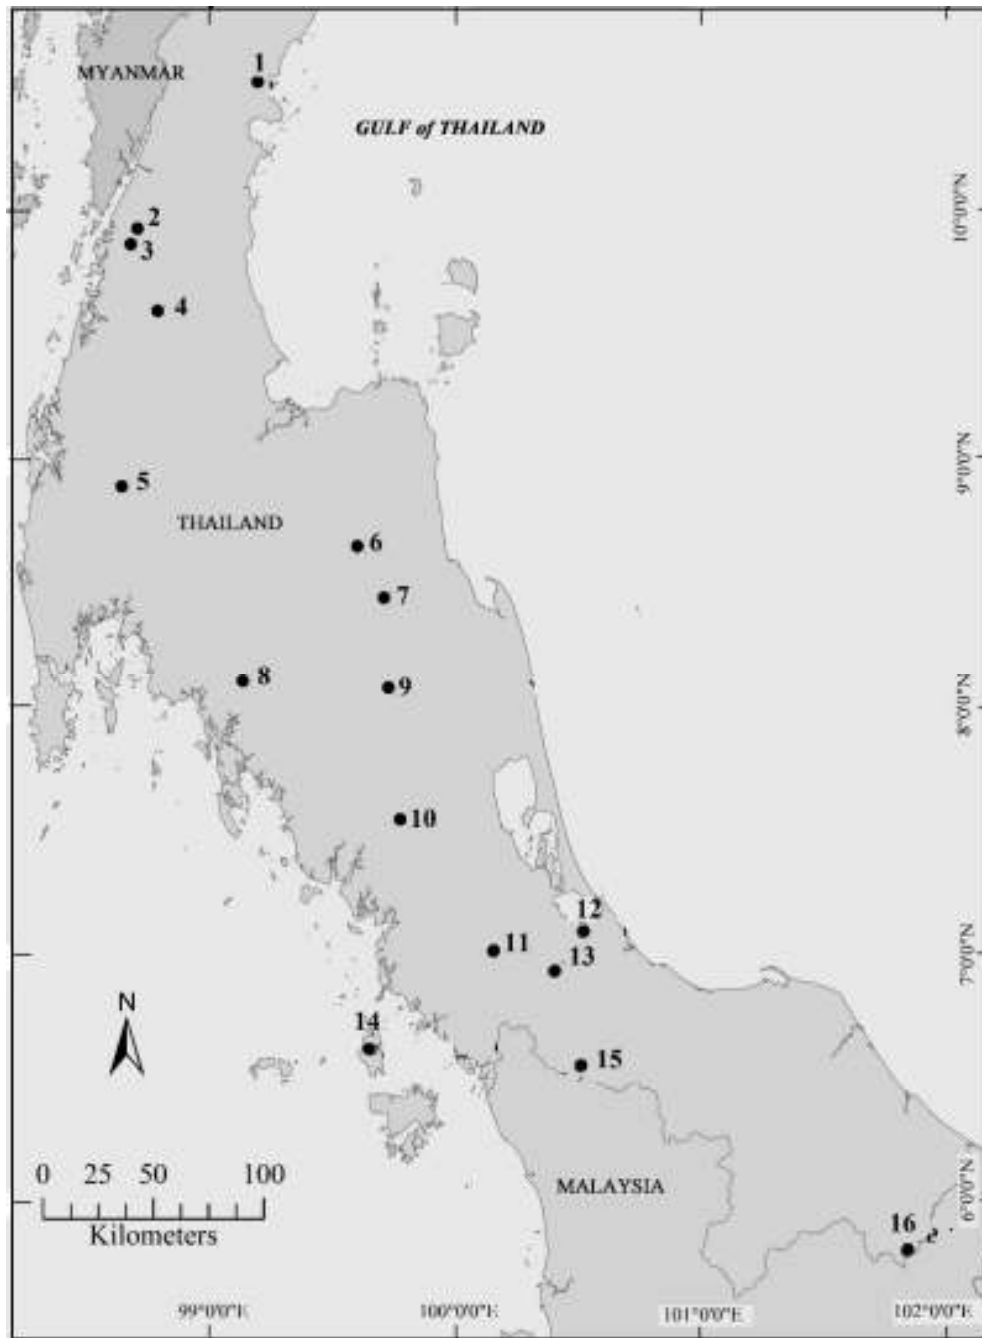 1
MYANMAR
GULF of THAILAND
2
3
10°0'0"N
4
9°0'0"N
5
THAILAND
6
7
8
9
8°0'0"N
10
12
11
13
7°0'0"N
14
N
15
0 25 50 100
Kilometers
MALAYSIA
6°0'0"N
16
99°0'0"E 100°0'0"E 101°0'0"E 102°0'0"E